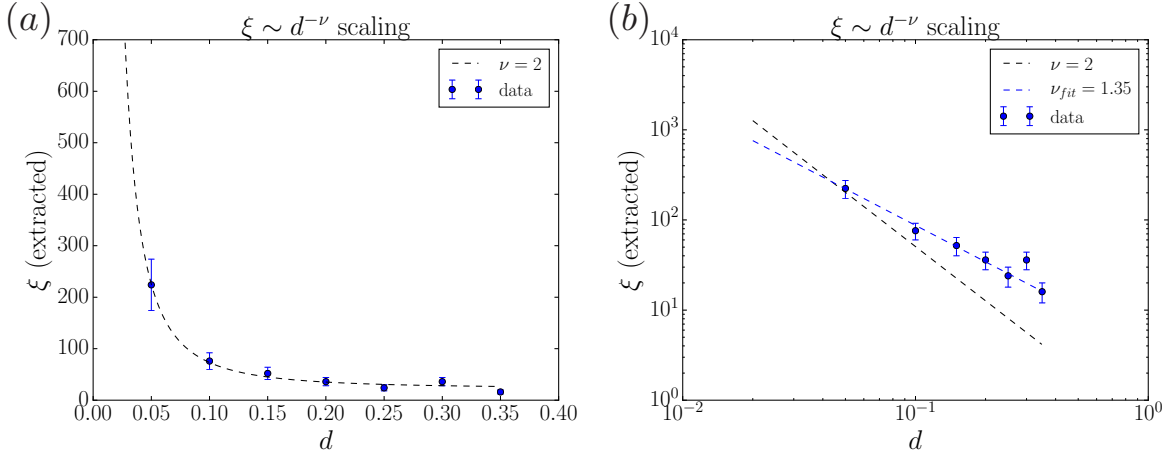 (a)
ξ ∼ d^{−ν} scaling
700
600
500
400
300
200
100
0
ξ (extracted)
0.00 0.05 0.10 0.15 0.20 0.25 0.30 0.35 0.40
d
ν = 2
data
(b)
ξ ∼ d^{−ν} scaling
10^4
10^3
10^2
10^1
10^0
ξ (extracted)
10^{−2} 10^{−1} 10^0
d
ν = 2
ν_{fit} = 1.35
data